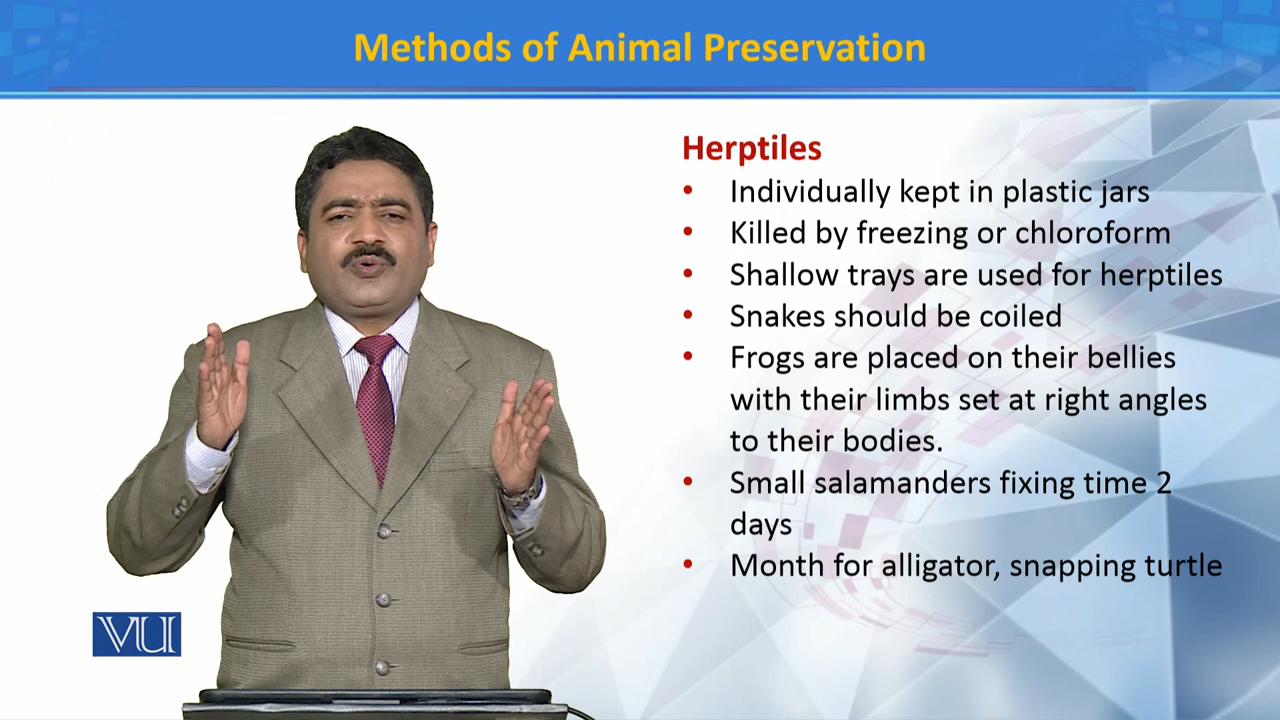 Methods of Animal Preservation
Herptiles
• Individually kept in plastic jars
• Killed by freezing or chloroform
• Shallow trays are used for herptiles
• Snakes should be coiled
• Frogs are placed on their bellies
with their limbs set at right angles
to their bodies.
• Small salamanders fixing time 2
days
• Month for alligator, snapping turtle
VU